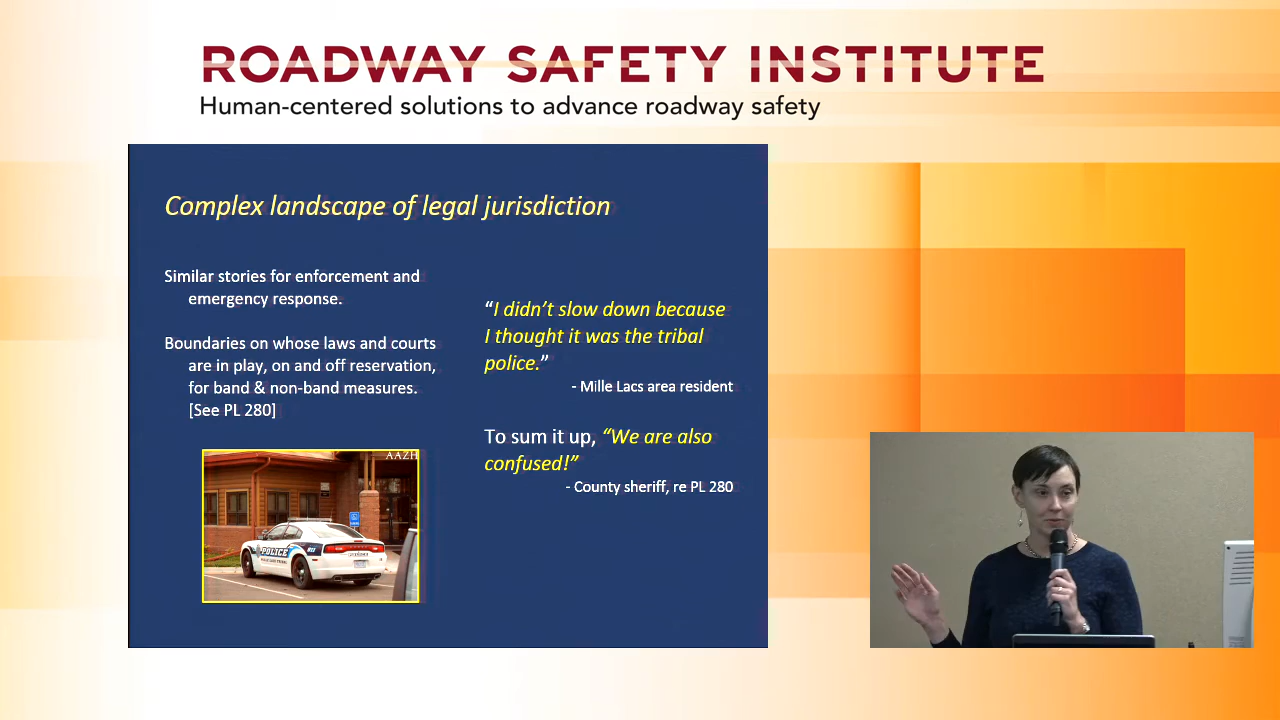 ROADWAY SAFETY INSTITUTE
Human-centered solutions to advance roadway safety
Complex landscape of legal jurisdiction
Similar stories for enforcement and
emergency response.
Boundaries on whose laws and courts
are in play, on and off reservation,
for band & non-band measures.
[See PL 280]
AAZH
POLICE
“I didn’t slow down because
I thought it was the tribal
police.”
- Mille Lacs area resident
To sum it up, “We are also
confused!”
- County sheriff, re PL 280